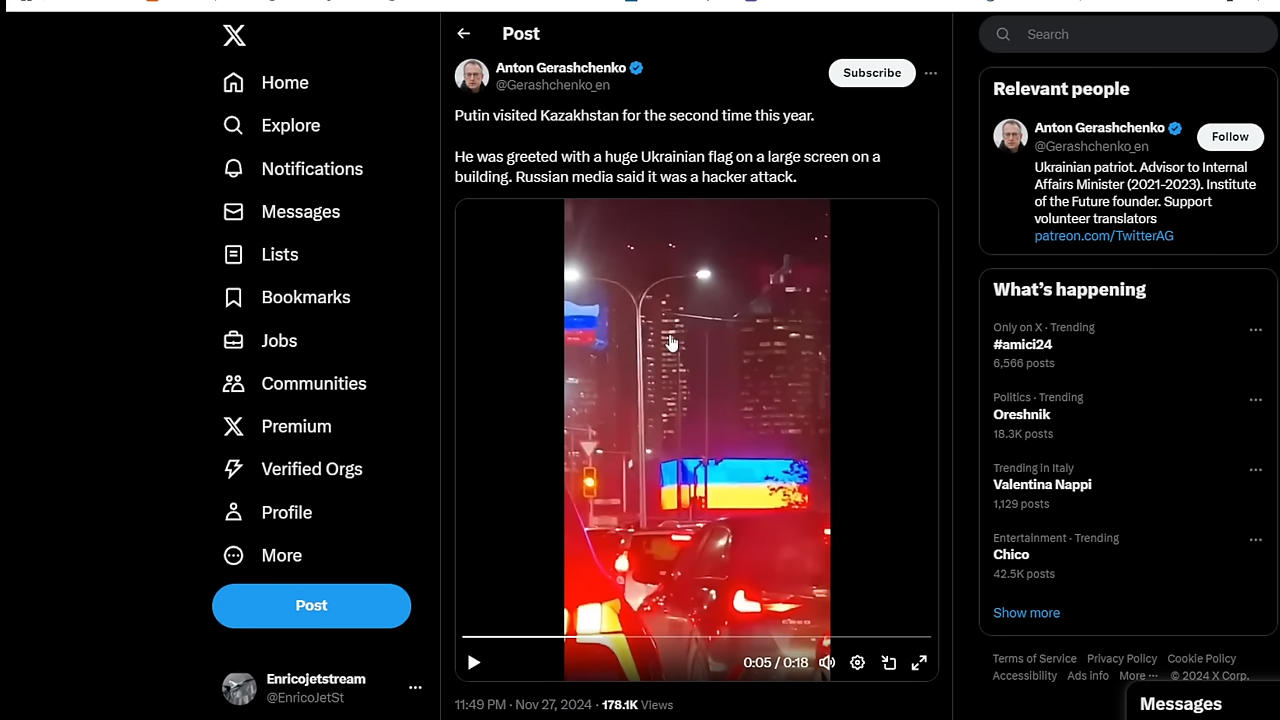 Home
Explore
Notifications
Messages
Lists
Bookmarks
Jobs
Communities
Premium
Verified Orgs
Profile
More
Post
Enricojetstream
@EnricoJetSt
Post
Anton Gerashchenko
@Gerashchenko_en
Subscribe
Putin visited Kazakhstan for the second time this year.
He was greeted with a huge Ukrainian flag on a large screen on a
building. Russian media said it was a hacker attack.
0:05 / 0:18
11:49 PM · Nov 27, 2024 · 178.1K Views
Search
Relevant people
Anton Gerashchenko
@Gerashchenko_en
Follow
Ukrainian patriot. Advisor to Internal
Affairs Minister (2021-2023). Institute
of the Future founder. Support
volunteer translators
patreon.com/TwitterAG
What's happening
Only on X · Trending
#amici24
6,566 posts
Politics · Trending
Oreshnik
18.3K posts
Trending in Italy
Valentina Nappi
1,129 posts
Entertainment · Trending
Chico
42.5K posts
Show more
Terms of Service Privacy Policy Cookie Policy
Accessibility Ads info More ··· © 2024 X Corp.
Messages